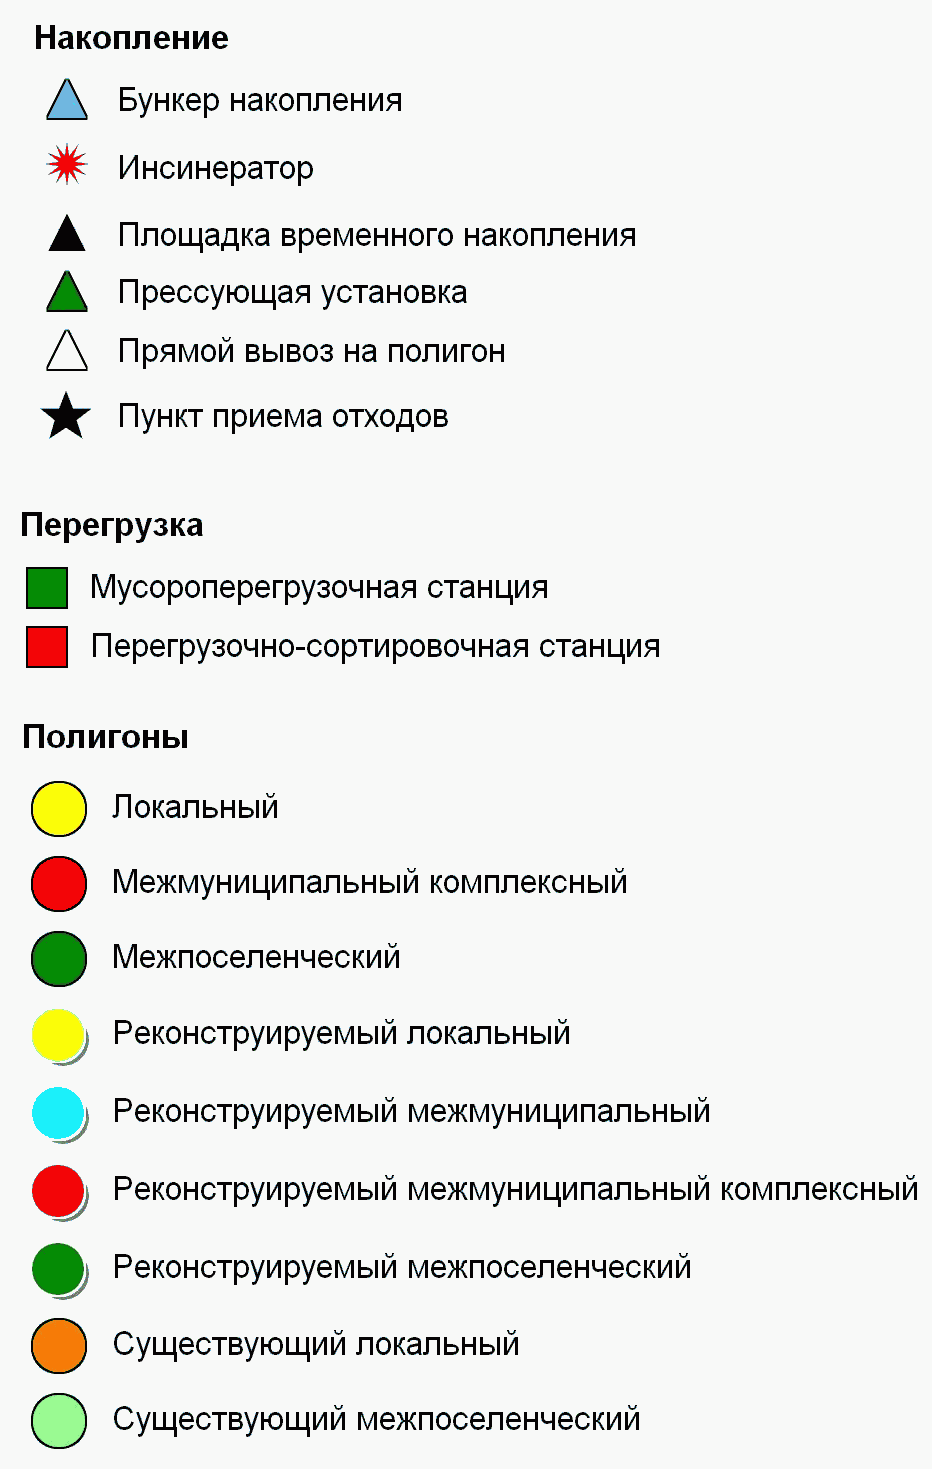 Накопление
Бункер накопления
Инсинератор
Площадка временного накопления
Прессующая установка
Прямой вывоз на полигон
Пункт приема отходов
Перегрузка
Мусороперегрузочная станция
Перегрузочно-сортировочная станция
Полигоны
Локальный
Межмуниципальный комплексный
Межпоселенческий
Реконструируемый локальный
Реконструируемый межмуниципальный
Реконструируемый межмуниципальный комплексный
Реконструируемый межпоселенческий
Существующий локальный
Существующий межпоселенческий